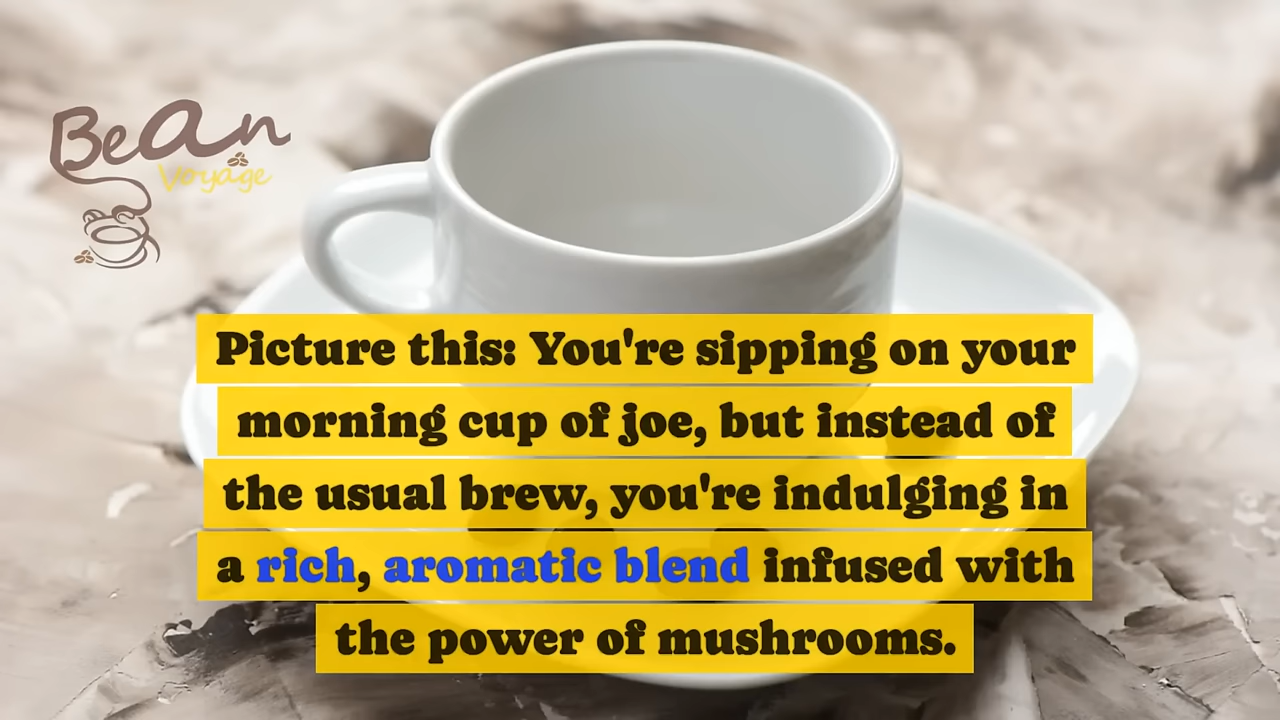 Bean
Voyage
Picture this: You're sipping on your
morning cup of joe, but instead of
the usual brew, you're indulging in
a rich, aromatic blend infused with
the power of mushrooms.